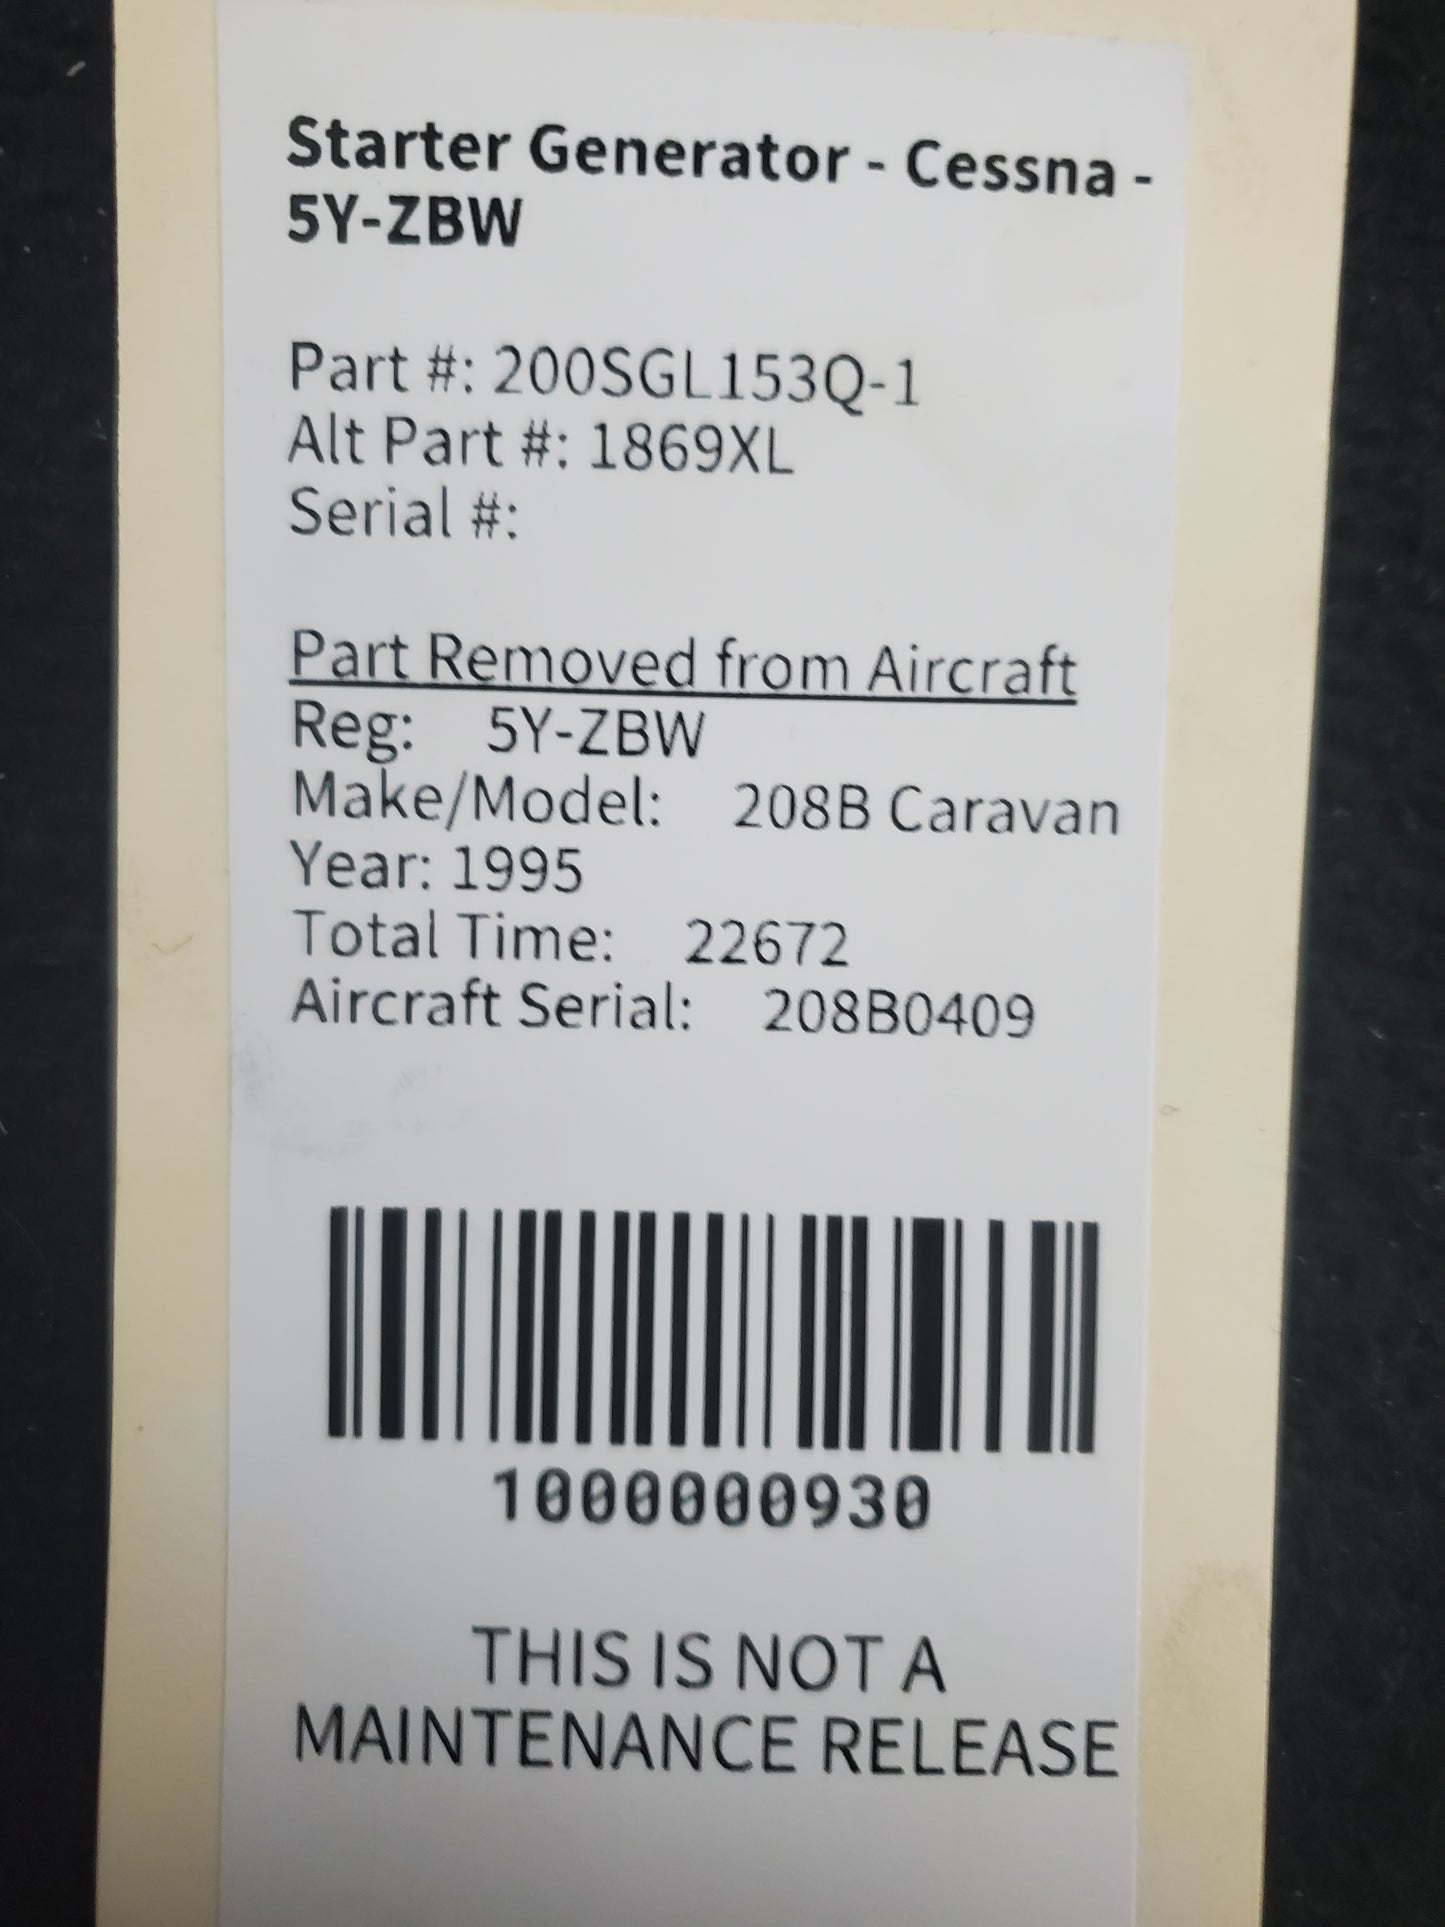 Starter Generator - Cessna -
5Y-ZBW
Part #: 200SGL153Q-1
Alt Part #: 1869XL
Serial #:
Part Removed from Aircraft
Reg: 5Y-ZBW
Make/Model: 208B Caravan
Year: 1995
Total Time: 22672
Aircraft Serial: 208B0409
1000000930
THIS IS NOT A
MAINTENANCE RELEASE